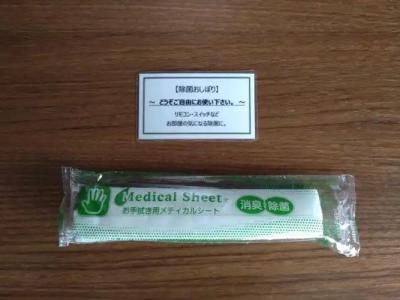 【除菌おしぼり】
～ どうぞご自由にお使い下さい。 ～
リモコン・スイッチなど
お部屋の気になる除菌に。
Medical Sheet
お手拭き用メディカルシート
消臭 除菌